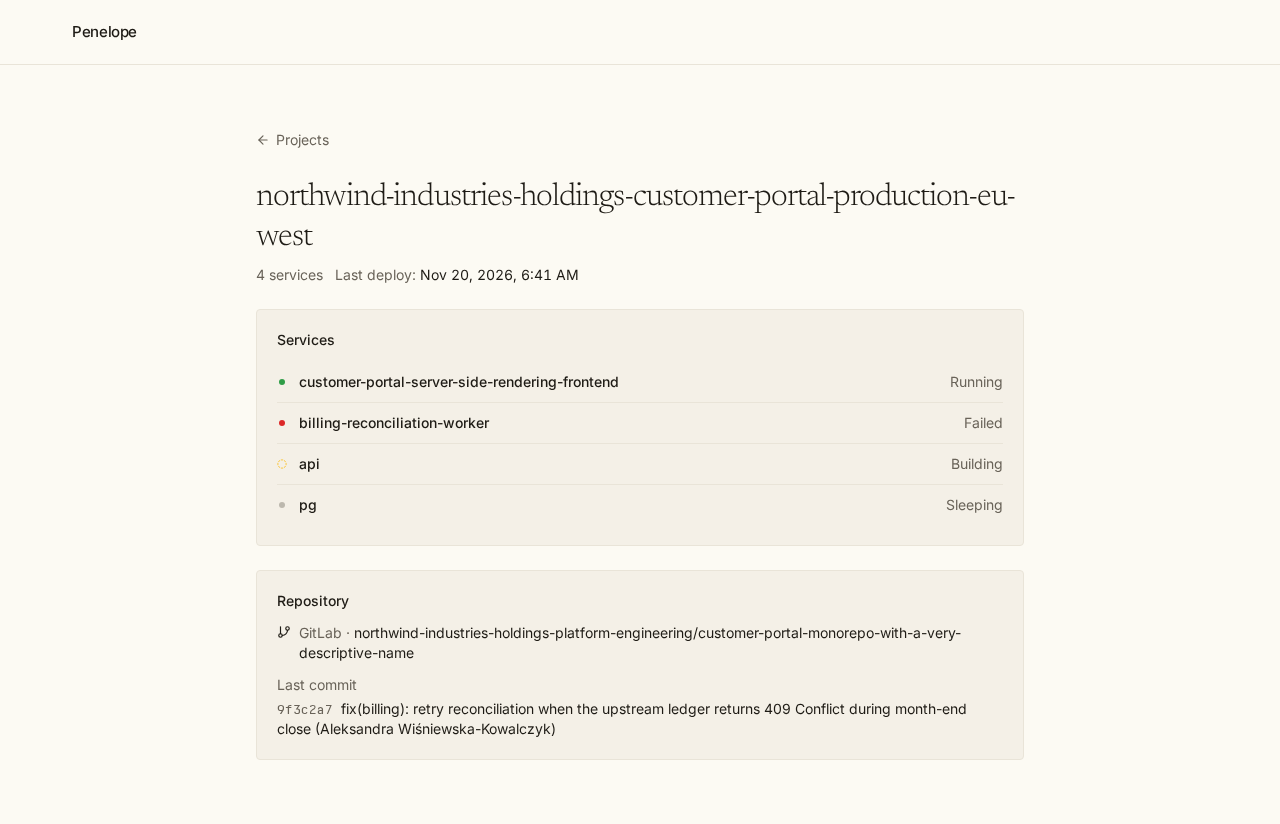 Penelope
Projects
northwind-industries-holdings-customer-portal-production-eu-
west
4 services Last deploy: Nov 20, 2026, 6:41 AM
Services
customer-portal-server-side-rendering-frontend Running
billing-reconciliation-worker Failed
api Building
pg Sleeping
Repository
GitLab · northwind-industries-holdings-platform-engineering/customer-portal-monorepo-with-a-very-
descriptive-name
Last commit
9f3c2a7 fix(billing): retry reconciliation when the upstream ledger returns 409 Conflict during month-end
close (Aleksandra Wiśniewska-Kowalczyk)